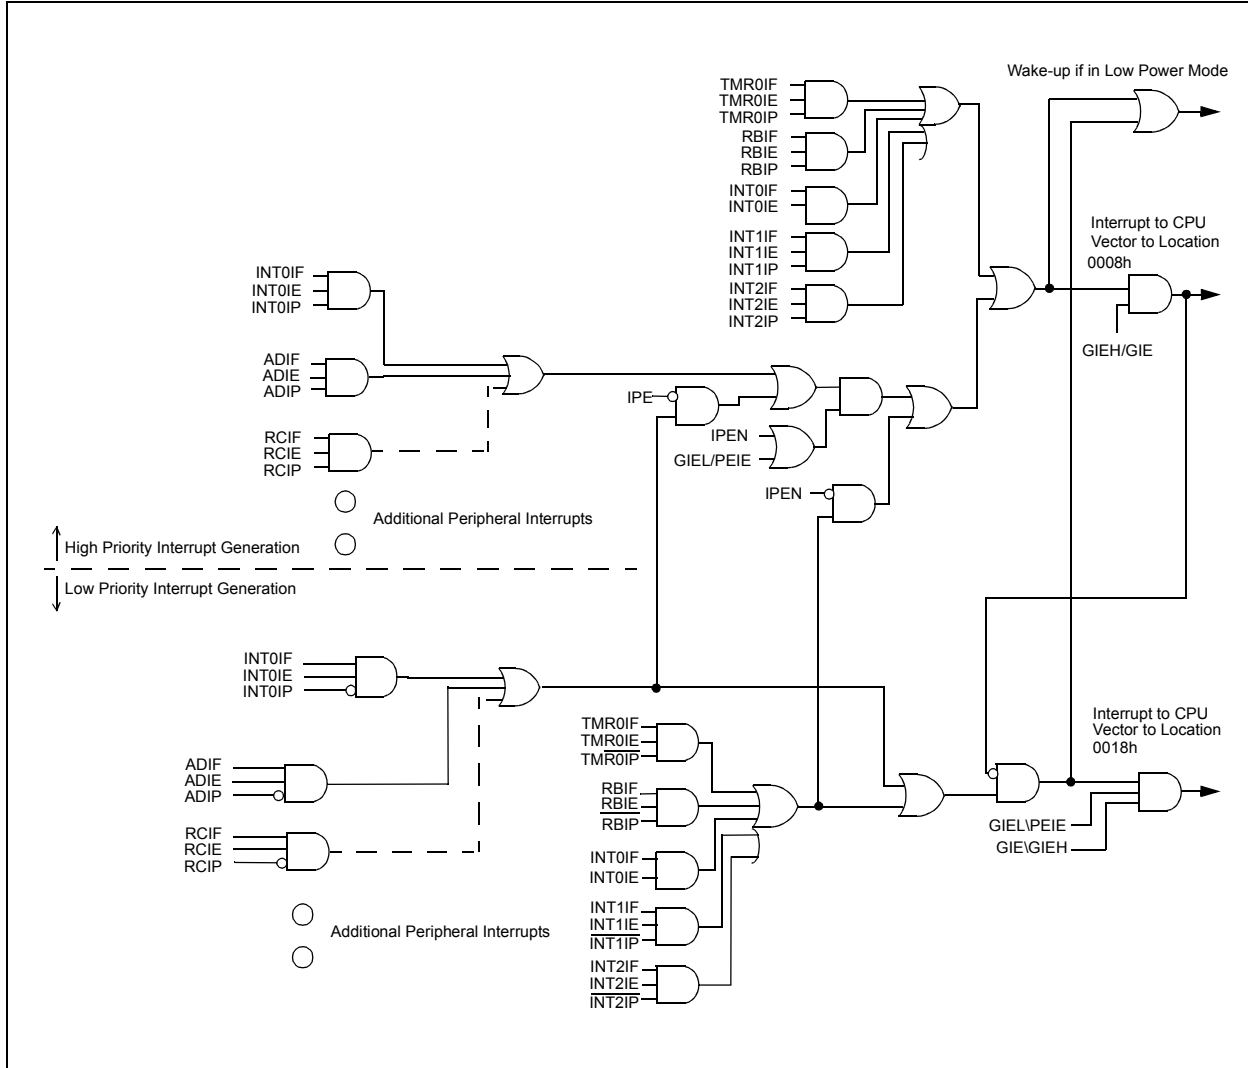 Wake-up if in Low Power Mode
TMR0IF
TMR0IE
TMR0IP
RBIF
RBIE
RBIP
INT0IF
INT0IE
INT1IF
INT1IE
INT1IP
INT2IF
INT2IE
INT2IP
Interrupt to CPU
Vector to Location
0008h
GIEH/GIE
INT0IF
INT0IE
INT0IP
ADIF
ADIE
ADIP
RCIF
RCIE
RCIP
IPE
IPEN
GIEL/PEIE
IPEN
Additional Peripheral Interrupts
High Priority Interrupt Generation
Low Priority Interrupt Generation
INT0IF
INT0IE
INT0IP
ADIF
ADIE
ADIP
RCIF
RCIE
RCIP
Additional Peripheral Interrupts
TMR0IF
TMR0IE
TMR0IP
RBIF
RBIE
RBIP
INT0IF
INT0IE
INT1IF
INT1IE
INT1IP
INT2IF
INT2IE
INT2IP
Interrupt to CPU
Vector to Location
0018h
GIEL\PEIE
GIE\GIEH